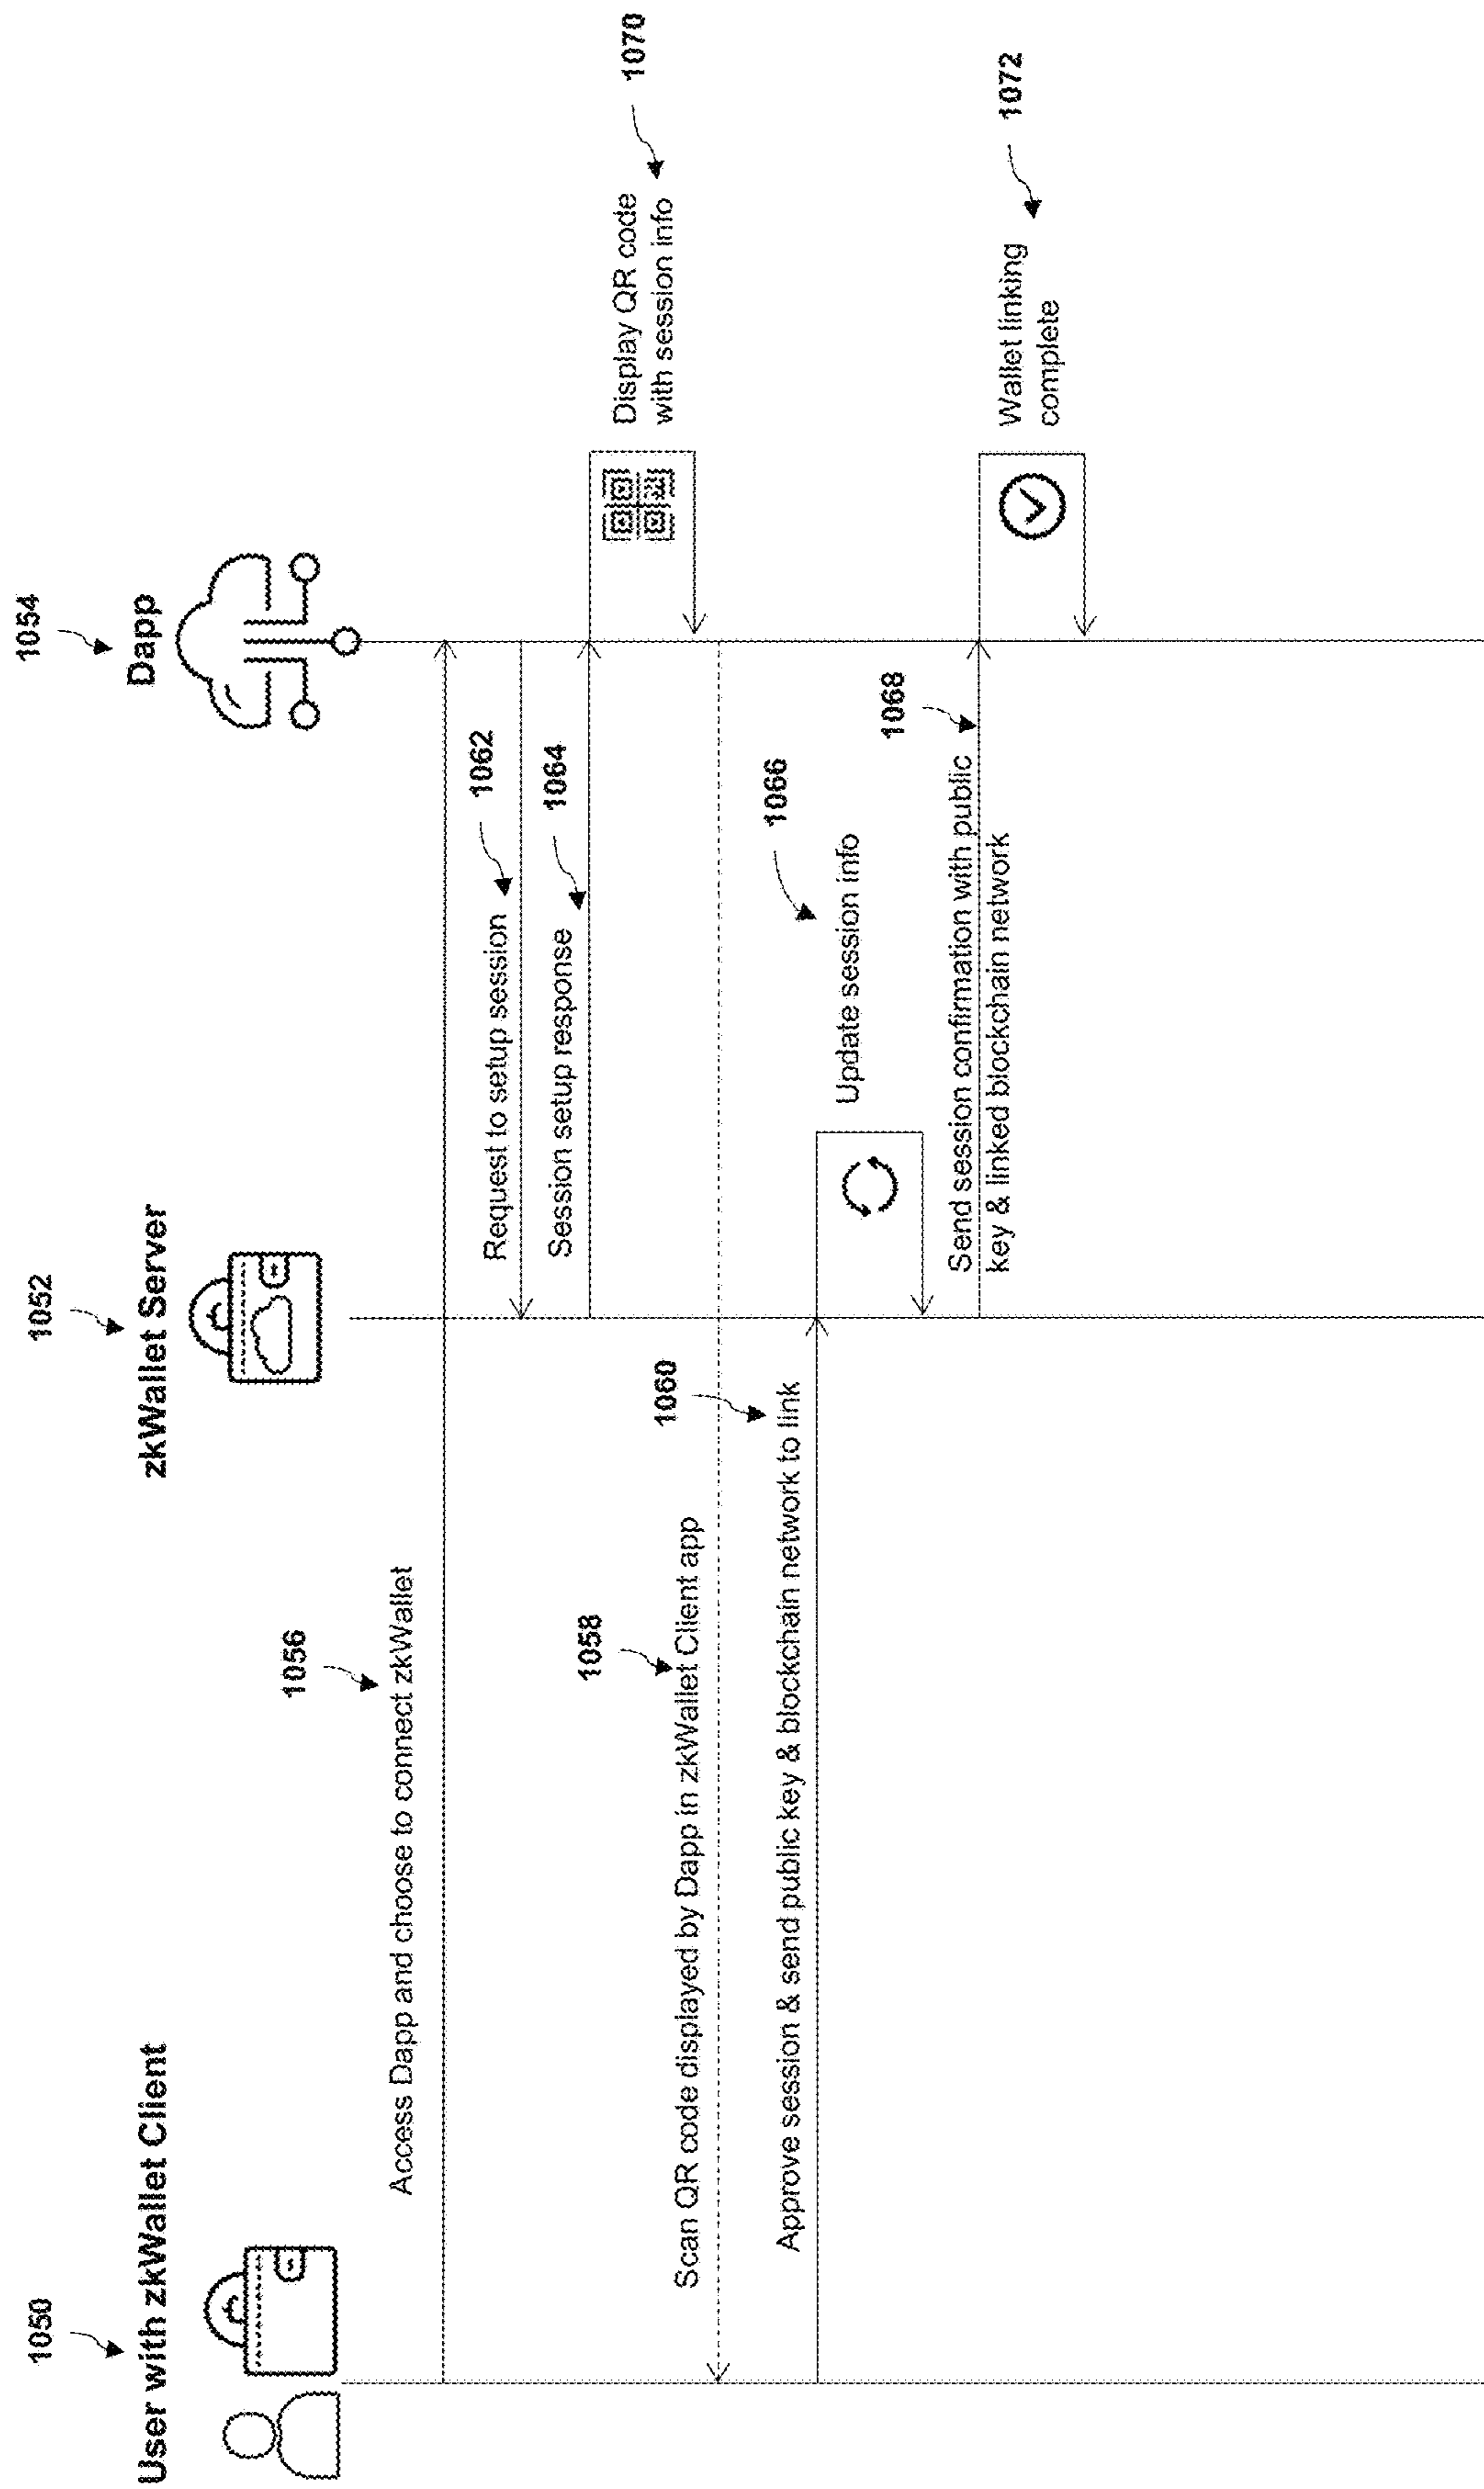 1050
User with zkWallet Client
1052
zkWallet Server
1054
Dapp
1056
Access Dapp and choose to connect zkWallet
Request to setup session
1062
Session setup response
1064
Display QR code
with session info
1070
1058
Scan QR code displayed by Dapp in zkWallet Client app
1060
Approve session & send public key & blockchain network to link
1066
Update session info
1068
Send session confirmation with public
key & linked blockchain network
Wallet linking
complete
1072